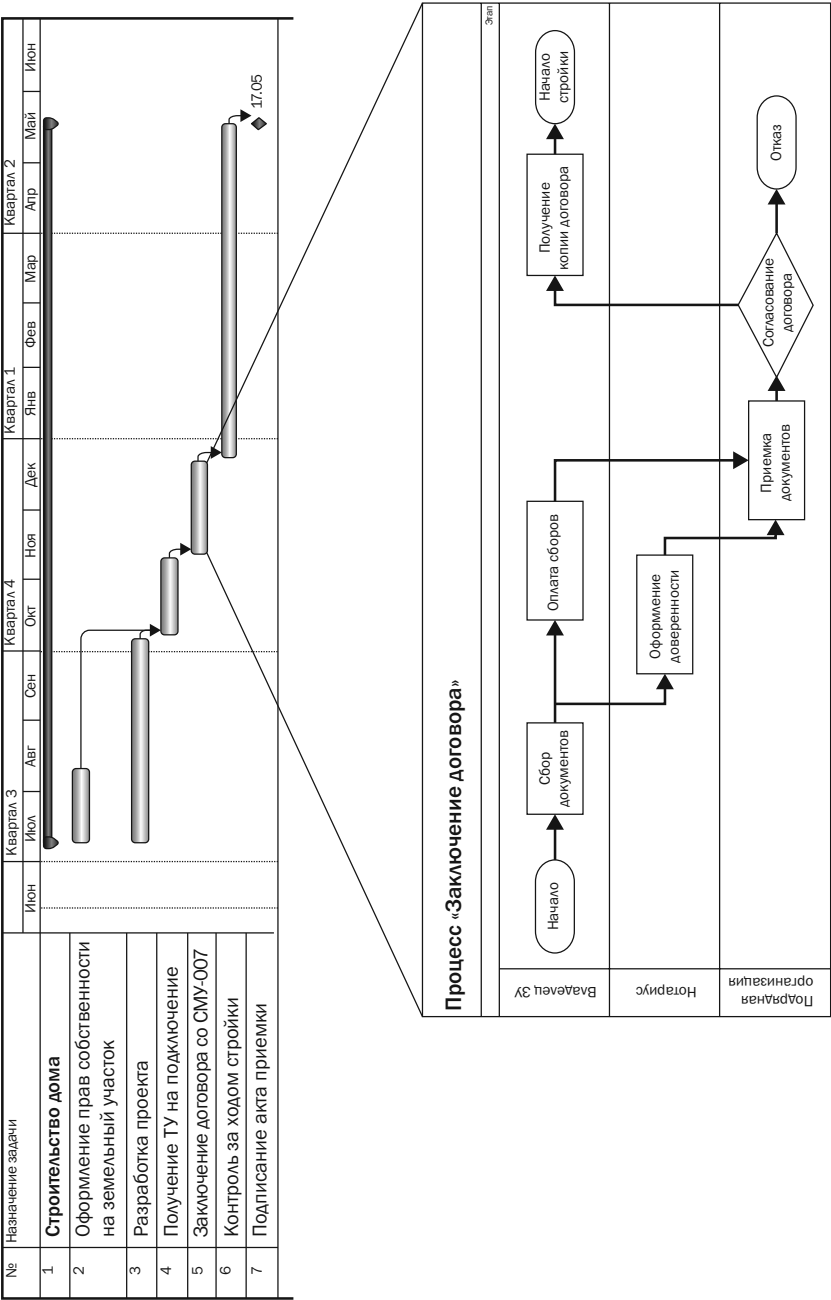 № Назначение задачи
Квартал 3 Квартал 4 Квартал 1 Квартал 2
Июн Июл Авг Сен Окт Ноя Дек Янв Фев Мар Апр Май Июн
1 Строительство дома
2 Оформление прав собственности
на земельный участок
3 Разработка проекта
4 Получение ТУ на подключение
5 Заключение договора со СМУ-007
6 Контроль за ходом стройки
7 Подписание акта приемки
17.05
Процесс «Заключение договора»
Этап
Владелец ЗУ
Начало
Сбор
документов
Оплата сборов
Получение
копии договора
Начало
стройки
Нотариус
Оформление
доверенности
Подрядная
организация
Приемка
документов
Согласование
договора
Отказ